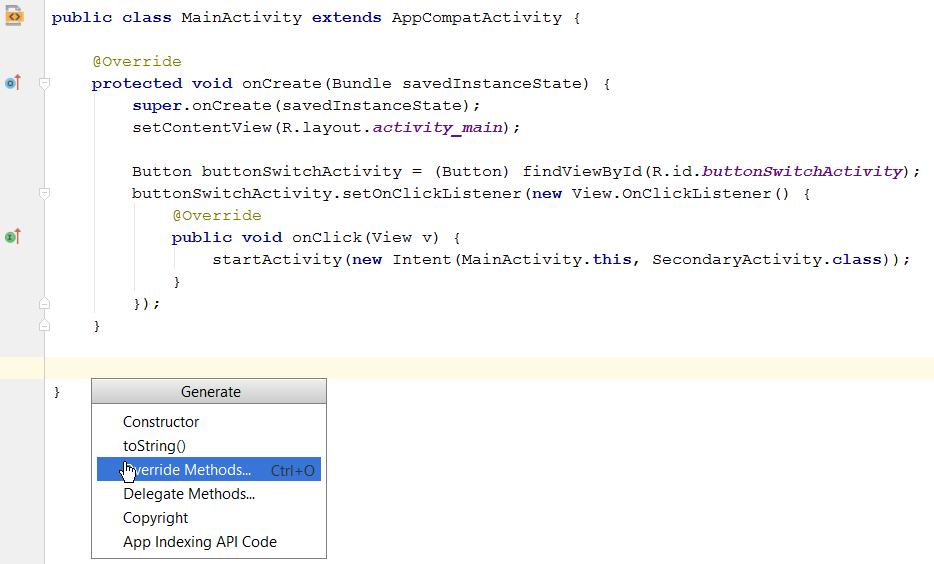 public class MainActivity extends AppCompatActivity {
@Override
protected void onCreate(Bundle savedInstanceState) {
super.onCreate(savedInstanceState);
setContentView(R.layout.activity_main);
Button buttonSwitchActivity = (Button) findViewById(R.id.buttonSwitchActivity);
buttonSwitchActivity.setOnClickListener(new View.OnClickListener() {
@Override
public void onClick(View v) {
startActivity(new Intent(MainActivity.this, SecondaryActivity.class));
}
});
}
}
Generate
Constructor
toString()
Override Methods... Ctrl+O
Delegate Methods...
Copyright
App Indexing API Code